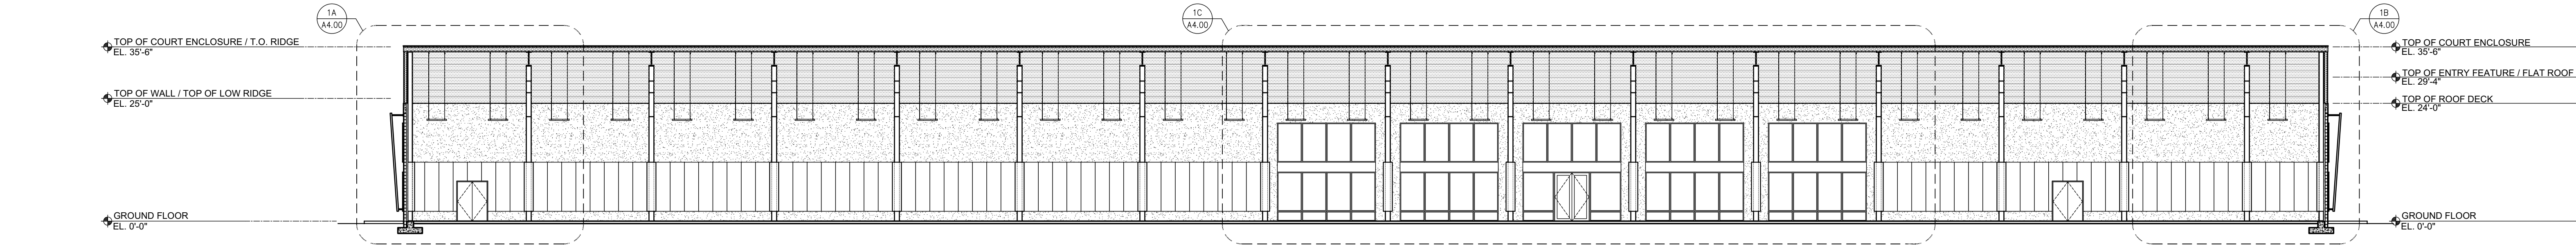 1A
A4.00
1C
A4.00
1B
A4.00
TOP OF COURT ENCLOSURE / T.O. RIDGE
EL. 35'-6"
TOP OF WALL / TOP OF LOW RIDGE
EL. 25'-0"
GROUND FLOOR
EL. 0'-0"
TOP OF COURT ENCLOSURE
EL. 35'-6"
TOP OF ENTRY FEATURE / FLAT ROOF
EL. 29'-4"
TOP OF ROOF DECK
EL. 24'-0"
GROUND FLOOR
EL. 0'-0"